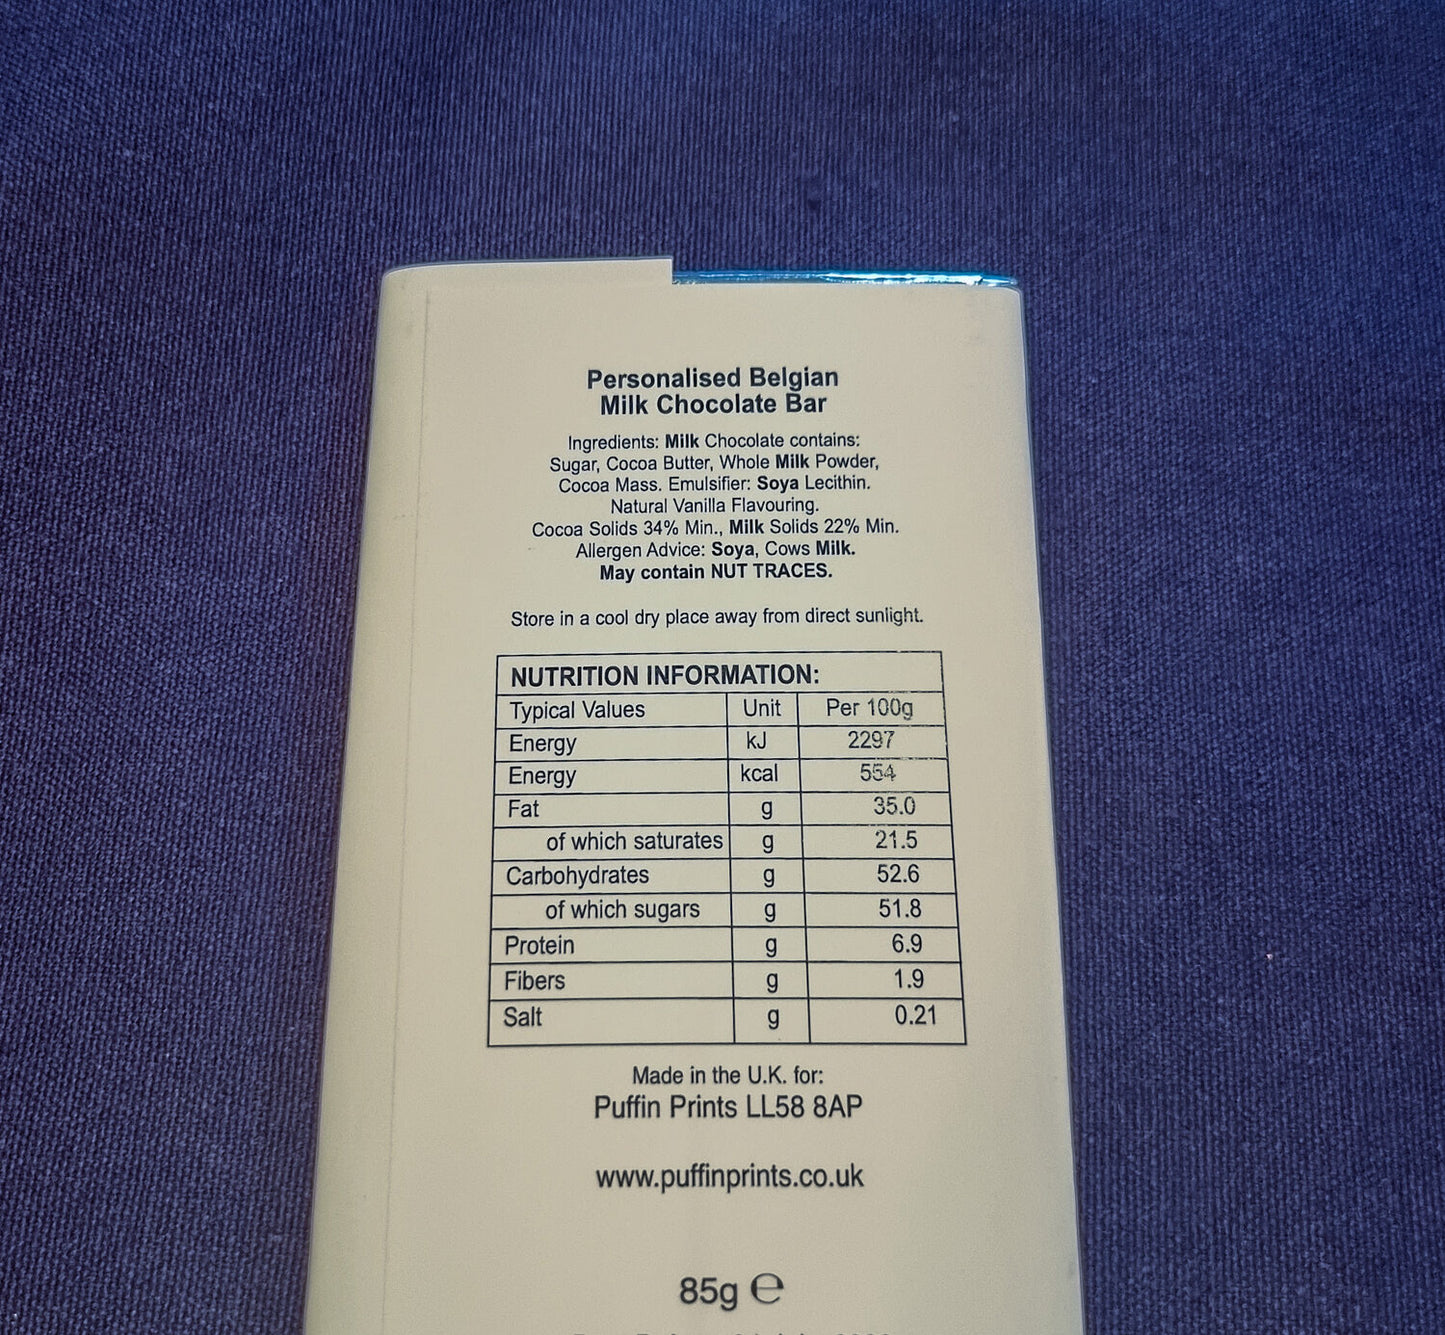 Personalised Belgian
Milk Chocolate Bar
Ingredients: Milk Chocolate contains:
Sugar, Cocoa Butter, Whole Milk Powder,
Cocoa Mass. Emulsifier: Soya Lecithin.
Natural Vanilla Flavouring.
Cocoa Solids 34% Min., Milk Solids 22% Min.
Allergen Advice: Soya, Cows Milk.
May contain NUT TRACES.
Store in a cool dry place away from direct sunlight.
NUTRITION INFORMATION:
Typical Values Unit Per 100g
Energy kJ 2297
Energy kcal 554
Fat g 35.0
of which saturates g 21.5
Carbohydrates g 52.6
of which sugars g 51.8
Protein g 6.9
Fibers g 1.9
Salt g 0.21
Made in the U.K. for:
Puffin Prints LL58 8AP
www.puffinprints.co.uk
85g ℮